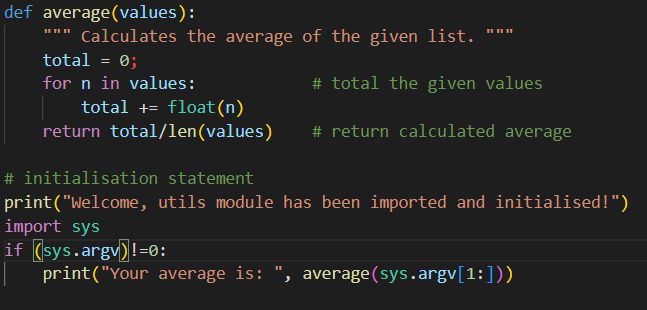 def average(values):
    """ Calculates the average of the given list. """
    total = 0;
    for n in values:            # total the given values
        total += float(n)
    return total/len(values)    # return calculated average
# initialisation statement
print("Welcome, utils module has been imported and initialised!")
import sys
if (sys.argv)!=0:
    print("Your average is: ", average(sys.argv[1:]))